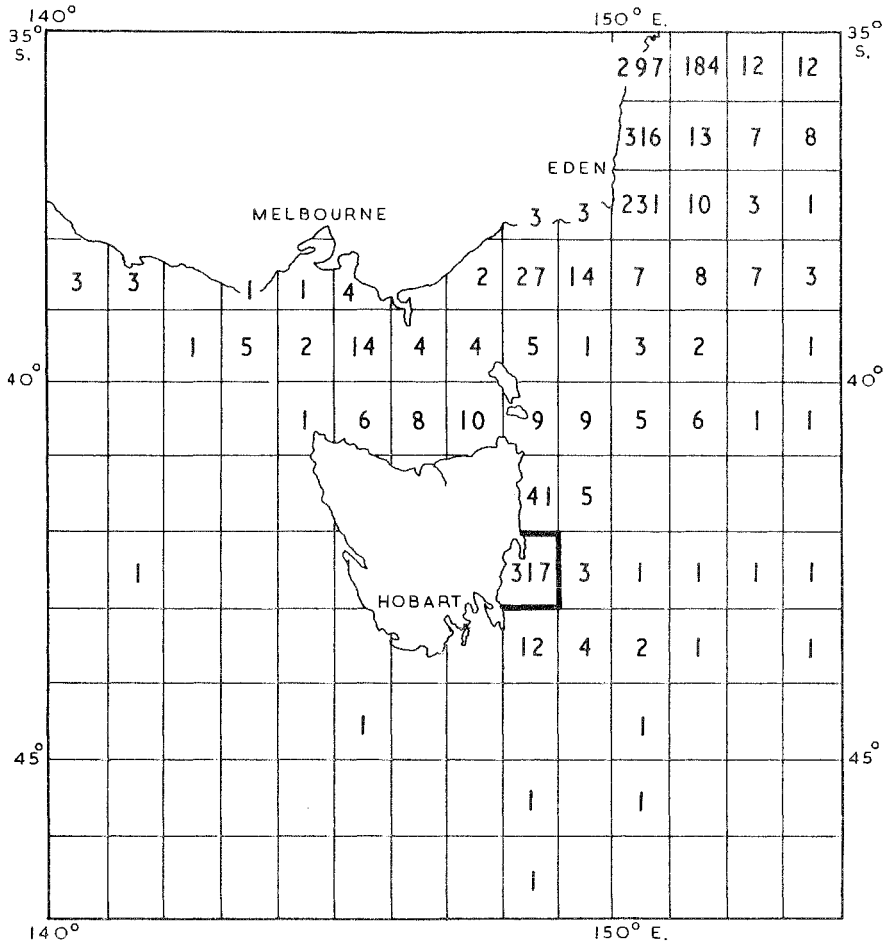 140° 150° E.
35° S. 35° S.
297 184 12 12
316 13 7 8
EDEN
MELBOURNE 3 3 231 10 3 1
3 3 1 1 4 2 27 14 7 8 7 3
1 5 2 14 4 4 5 1 3 2 1
40° 40°
1 6 8 10 9 9 5 6 1 1
41 5
1 317 3 1 1 1 1
HOBART
12 4 2 1 1
1 1
45° 45°
1 1
1
140° 150° E.